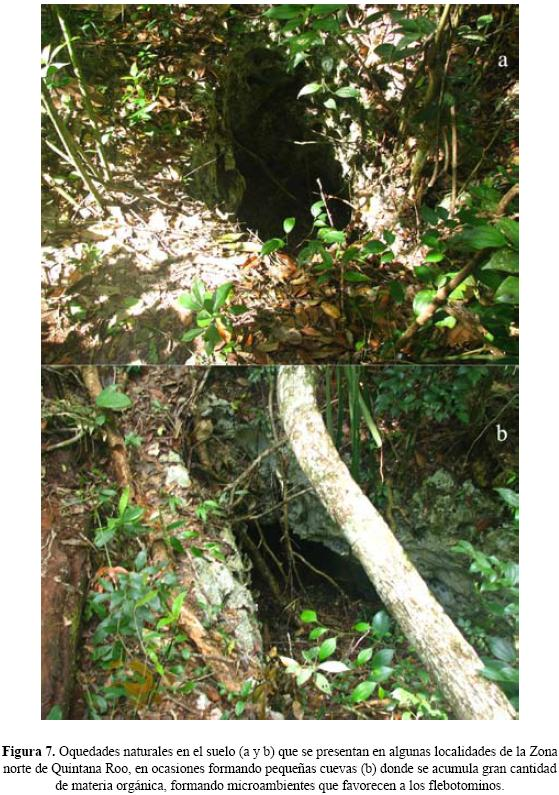 a
b
Figura 7. Oquedades naturales en el suelo (a y b) que se presentan en algunas localidades de la Zona
norte de Quintana Roo, en ocasiones formando pequeñas cuevas (b) donde se acumula gran cantidad
de materia orgánica, formando microambientes que favorecen a los flebotominos.